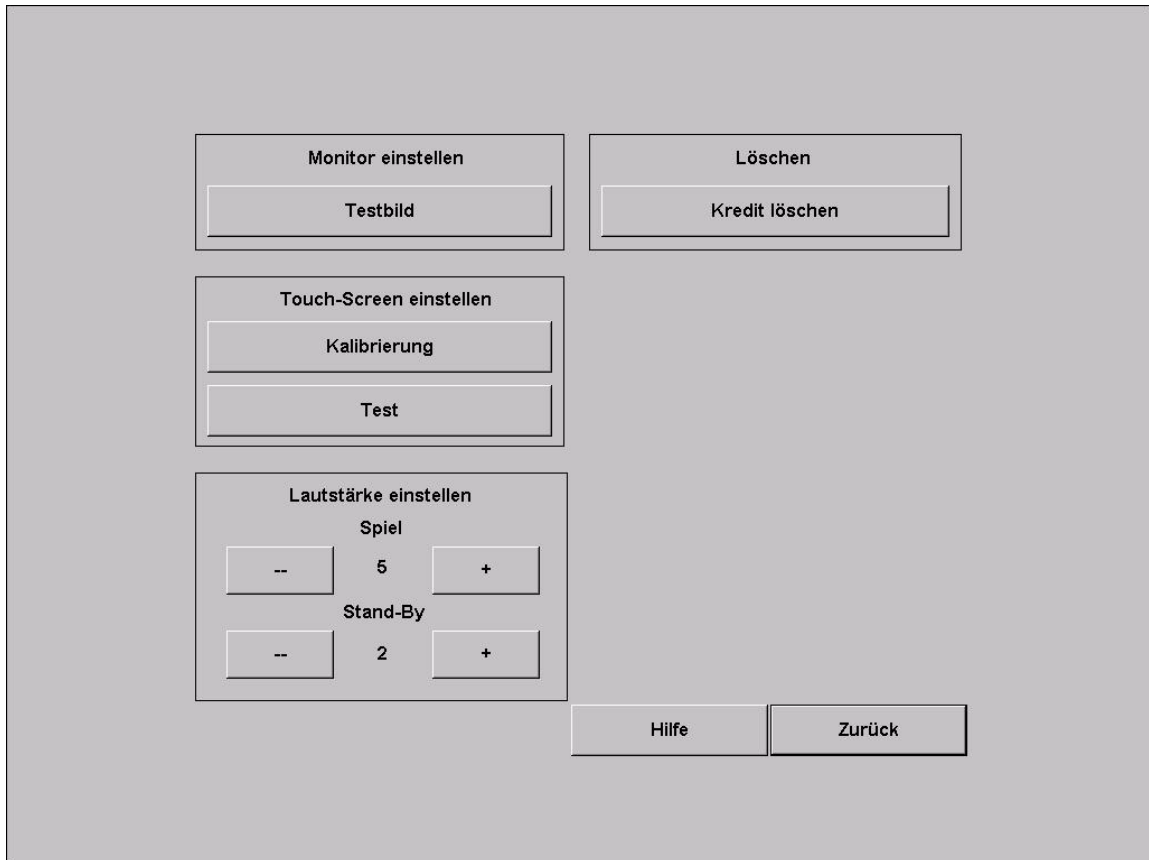 Monitor einstellen
Testbild
Löschen
Kredit löschen
Touch-Screen einstellen
Kalibrierung
Test
Lautstärke einstellen
Spiel
-- 5 +
Stand-By
-- 2 +
Hilfe Zurück